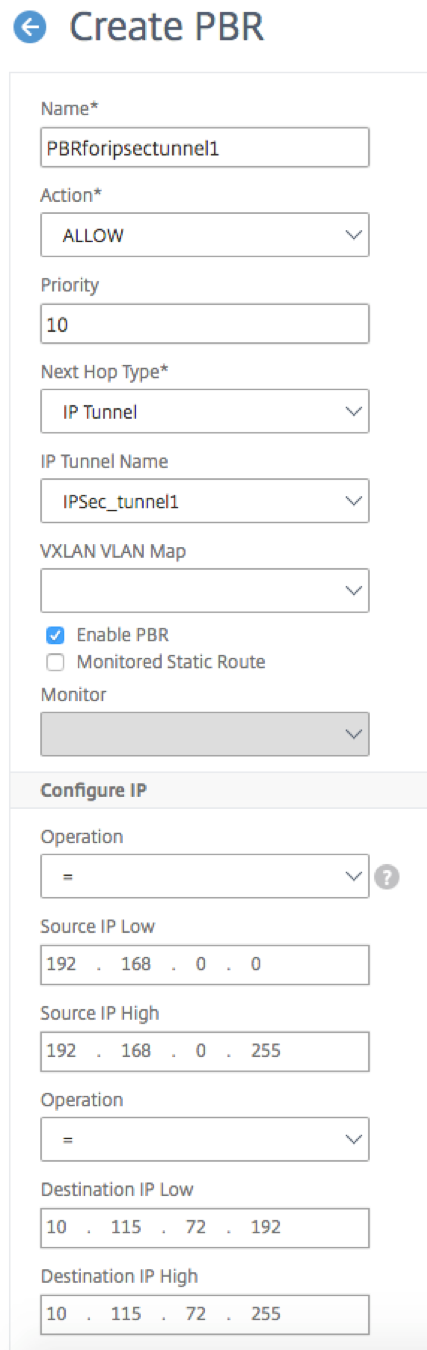 Create PBR
Name*
PBRforipsectunnel1
Action*
ALLOW
Priority
10
Next Hop Type*
IP Tunnel
IP Tunnel Name
IPSec_tunnel1
VXLAN VLAN Map
Enable PBR
Monitored Static Route
Monitor
Configure IP
Operation
=
?
Source IP Low
192 . 168 . 0 . 0
Source IP High
192 . 168 . 0 . 255
Operation
=
Destination IP Low
10 . 115 . 72 . 192
Destination IP High
10 . 115 . 72 . 255